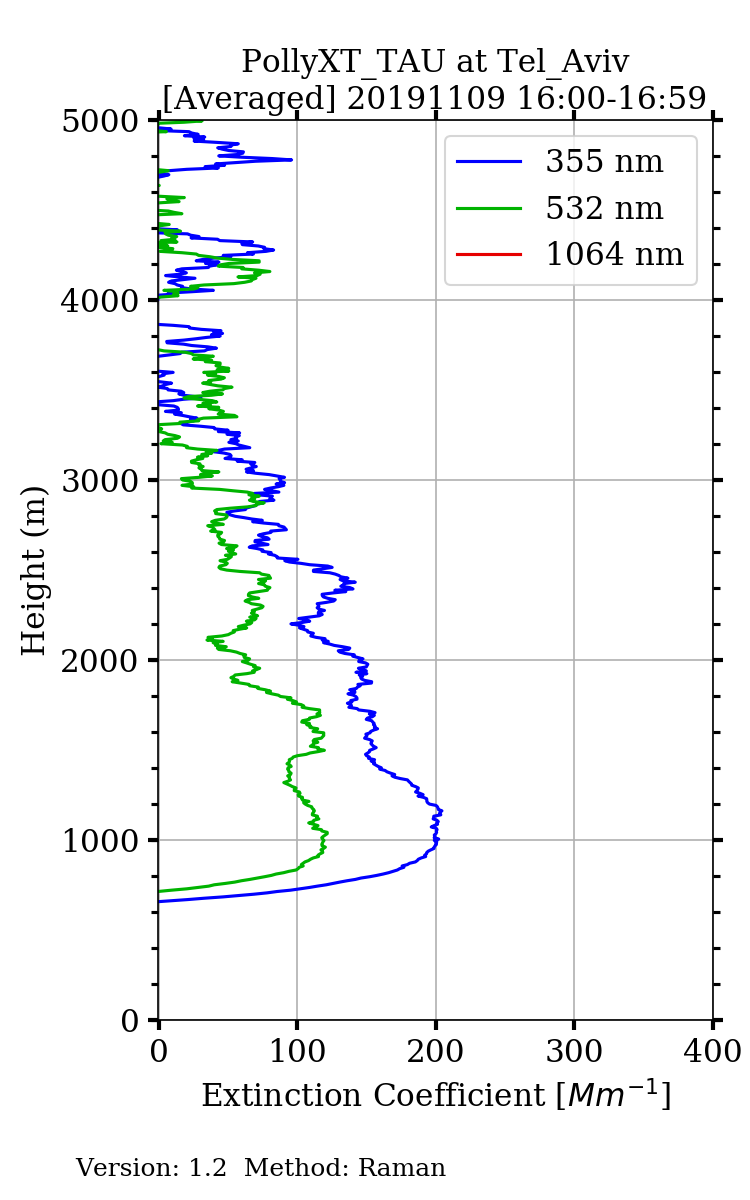 PollyXT_TAU at Tel_Aviv
[Averaged] 20191109 16:00-16:59
355 nm
532 nm
1064 nm
5000
4000
3000
2000
1000
0
Height (m)
0 100 200 300 400
Extinction Coefficient [Mm⁻¹]
Version: 1.2 Method: Raman